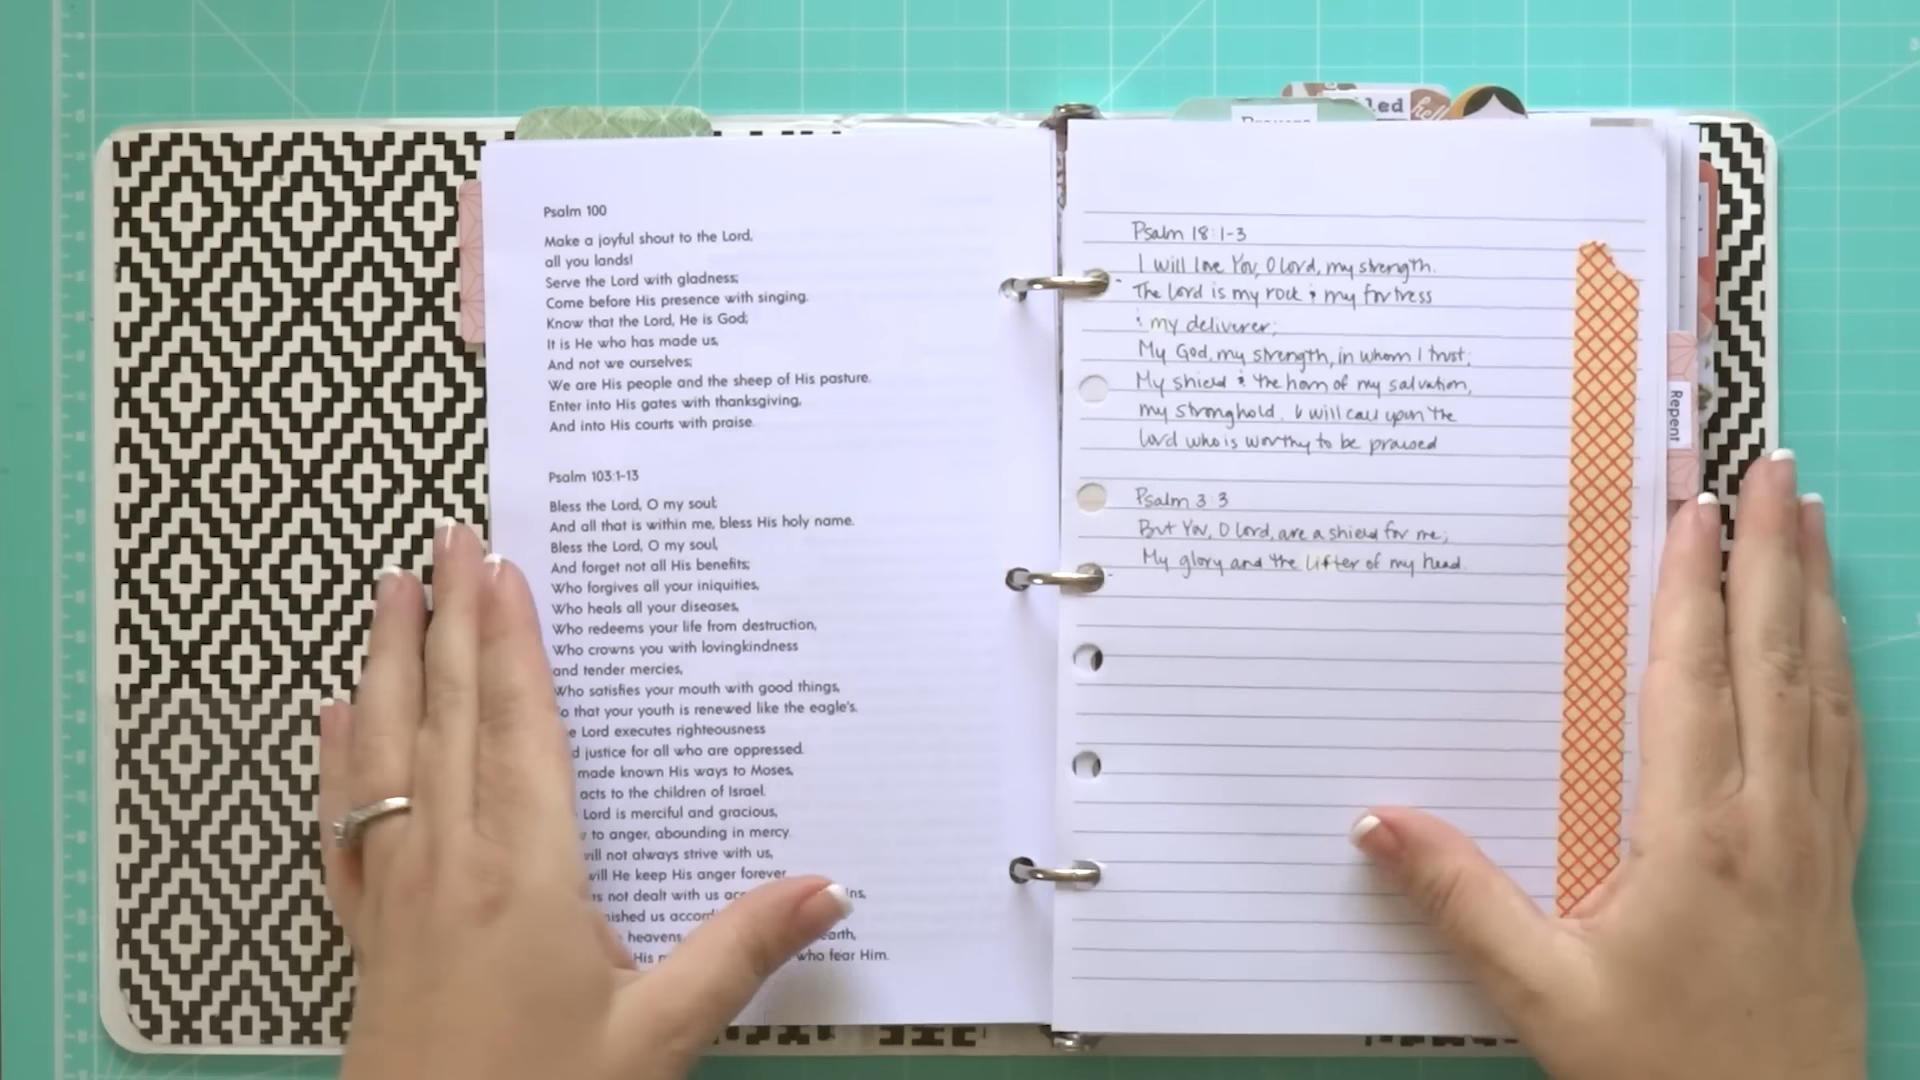 Prayers
led
hello
Psalm 100
Make a joyful shout to the Lord,
all you lands!
Serve the Lord with gladness;
Come before His presence with singing.
Know that the Lord, He is God;
It is He who has made us,
And not we ourselves;
We are His people and the sheep of His pasture.
Enter into His gates with thanksgiving,
And into His courts with praise.
Psalm 103:1-13
Bless the Lord, O my soul;
And all that is within me, bless His holy name.
Bless the Lord, O my soul,
And forget not all His benefits;
Who forgives all your iniquities,
Who heals all your diseases,
Who redeems your life from destruction,
Who crowns you with lovingkindness
and tender mercies,
Who satisfies your mouth with good things,
o that your youth is renewed like the eagle's.
e Lord executes righteousness
d justice for all who are oppressed.
made known His ways to Moses,
acts to the children of Israel.
Lord is merciful and gracious,
to anger, abounding in mercy.
will not always strive with us,
will He keep His anger forever.
not dealt with us
us
heavens
His who fear Him.
Psalm 18:1-3
I will love You, O Lord, my strength.
The Lord is my rock & my fortress
& my deliverer;
My God, my strength, in whom I trust;
My shield & the horn of my salvation,
my stronghold. I will call upon the
Lord who is worthy to be praised
Psalm 3:3
But You, O Lord, are a shield for me;
My glory and the lifter of my head.
Repent